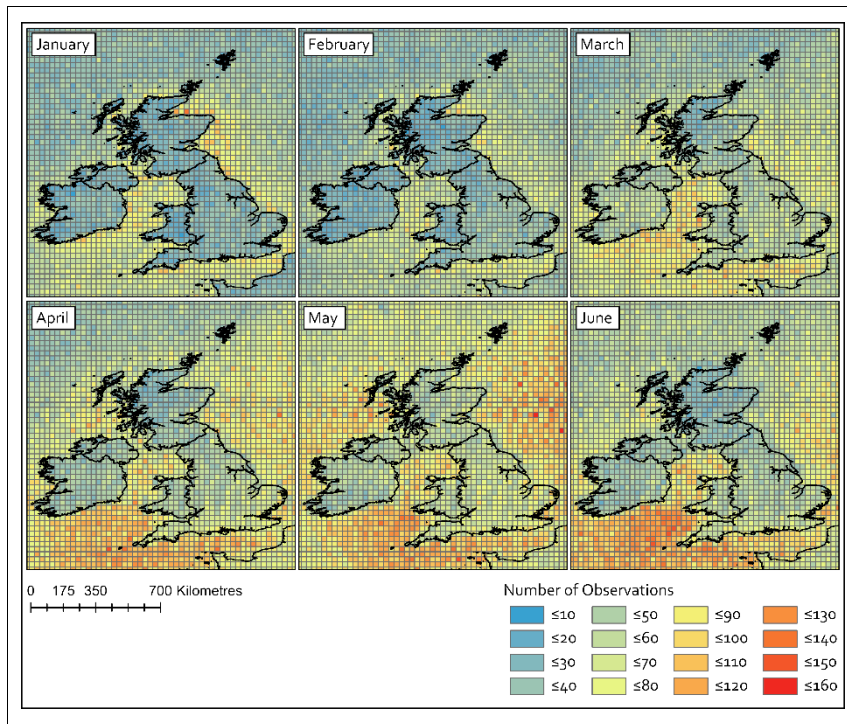 January
February
March
April
May
June
0 175 350 700 Kilometres
Number of Observations
≤10 ≤50 ≤90 ≤130
≤20 ≤60 ≤100 ≤140
≤30 ≤70 ≤110 ≤150
≤40 ≤80 ≤120 ≤160